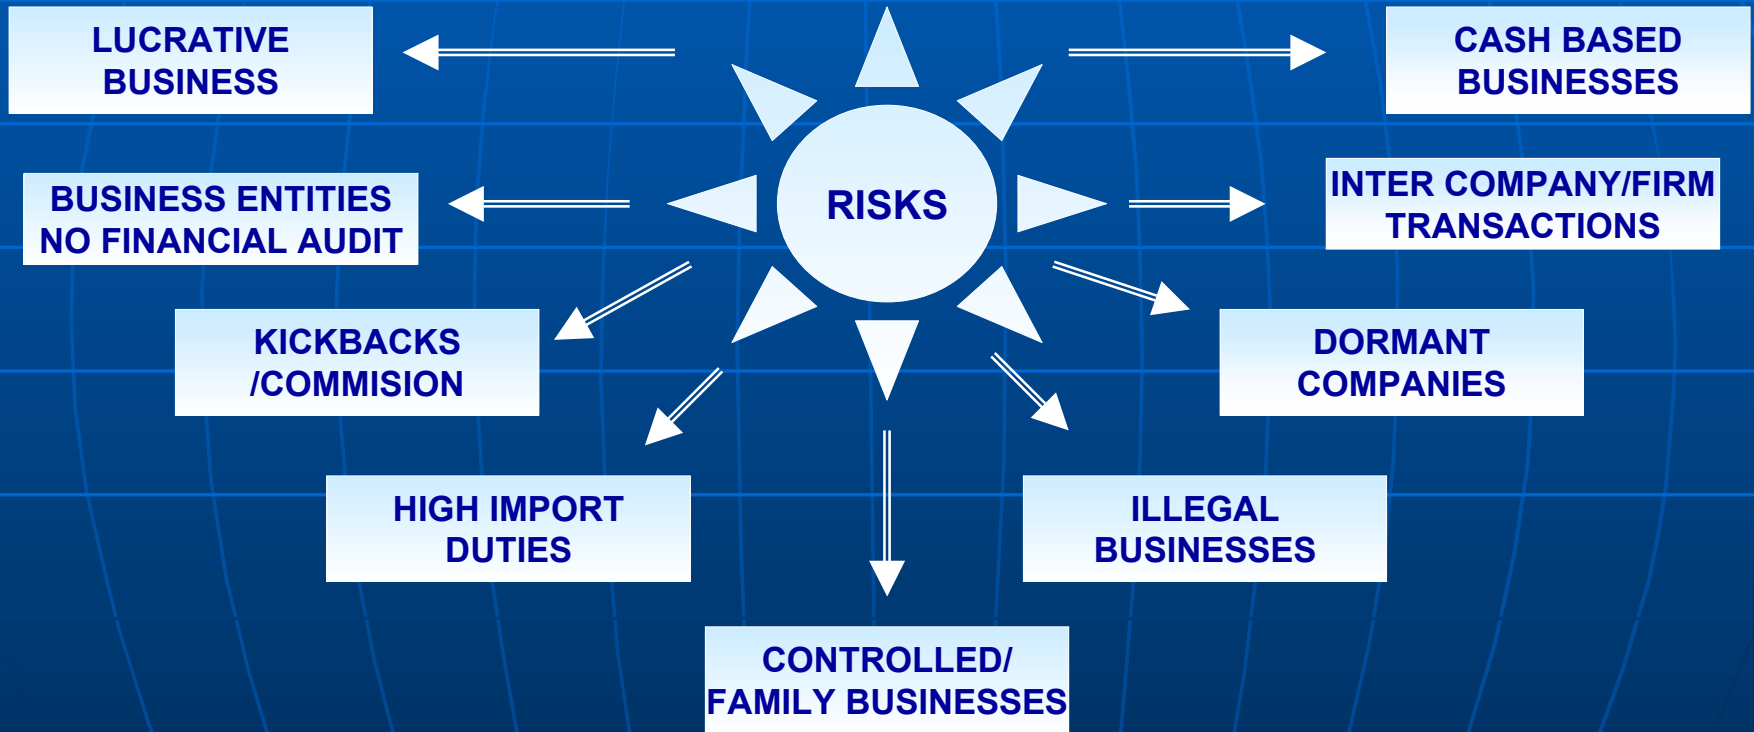 LUCRATIVE
BUSINESS
CASH BASED
BUSINESSES
BUSINESS ENTITIES
NO FINANCIAL AUDIT
RISKS
INTER COMPANY/FIRM
TRANSACTIONS
KICKBACKS
/COMMISION
DORMANT
COMPANIES
HIGH IMPORT
DUTIES
ILLEGAL
BUSINESSES
CONTROLLED/
FAMILY BUSINESSES